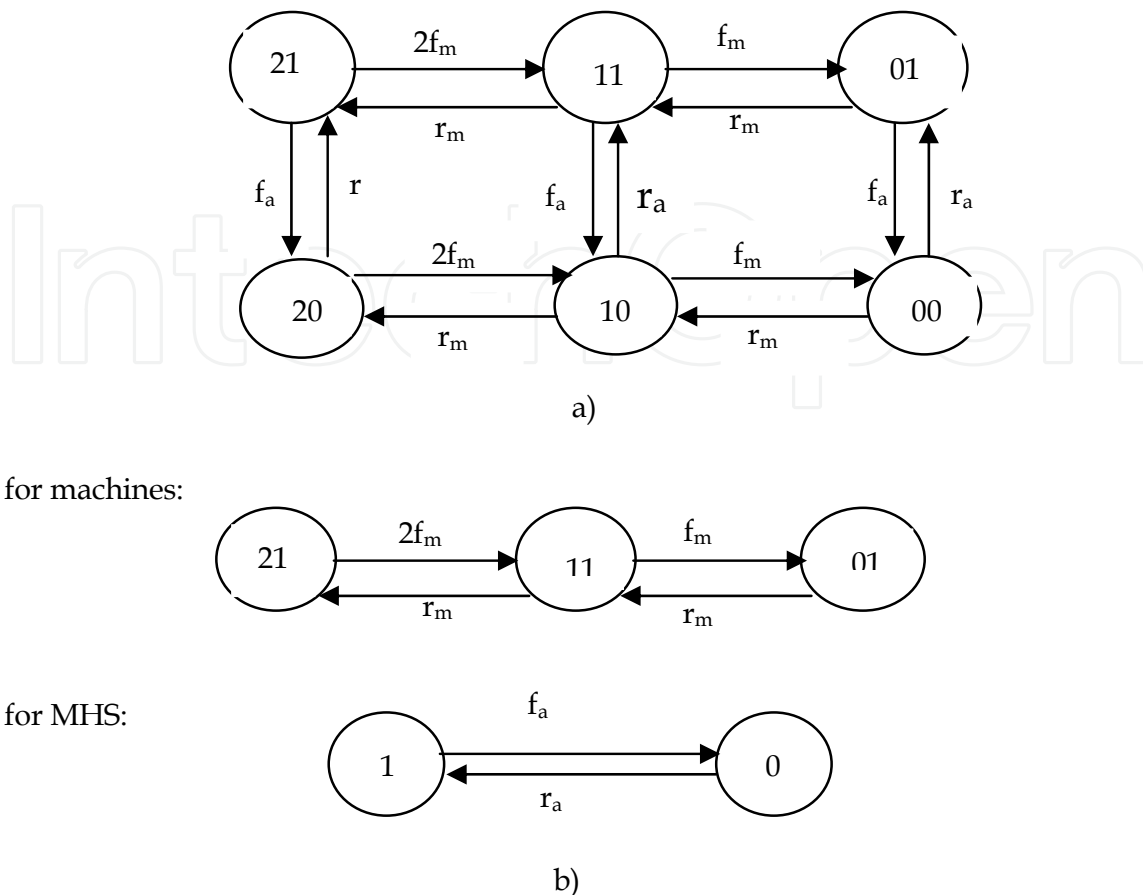 2fm
fm
21
11
01
rm
rm
fa
r
fa
ra
fa
ra
2fm
fm
20
10
00
rm
rm
IntechOpen
a)
for machines:
2fm
fm
21
11
01
rm
rm
for MHS:
fa
1
0
ra
b)